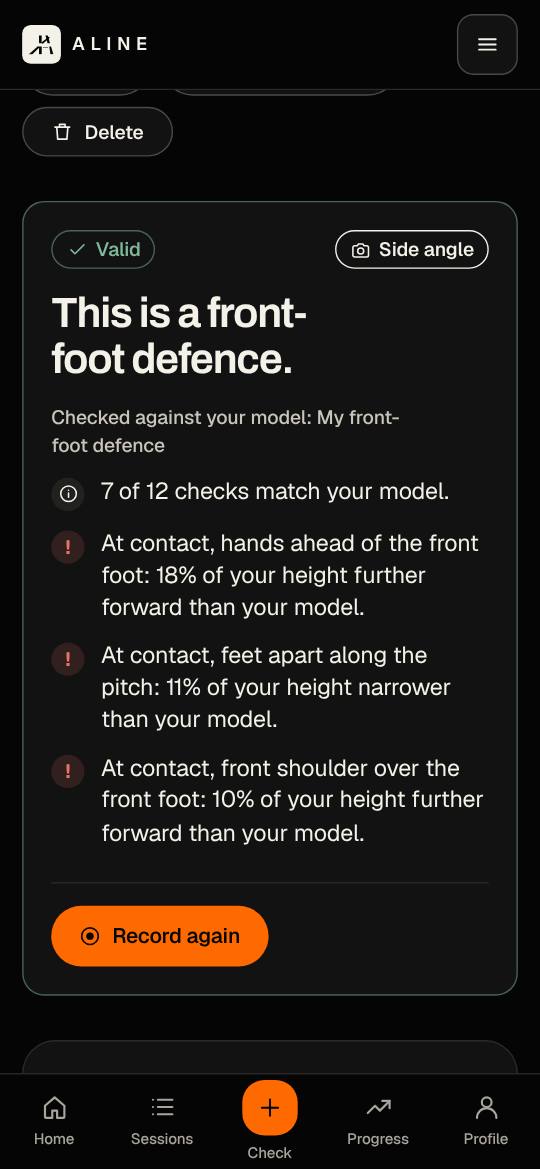 ALINE
Delete
Valid
Side angle
This is a front-
foot defence.
Checked against your model: My front-
foot defence
7 of 12 checks match your model.
At contact, hands ahead of the front
foot: 18% of your height further
forward than your model.
At contact, feet apart along the
pitch: 11% of your height narrower
than your model.
At contact, front shoulder over the
front foot: 10% of your height further
forward than your model.
Record again
Home
Sessions
Check
Progress
Profile